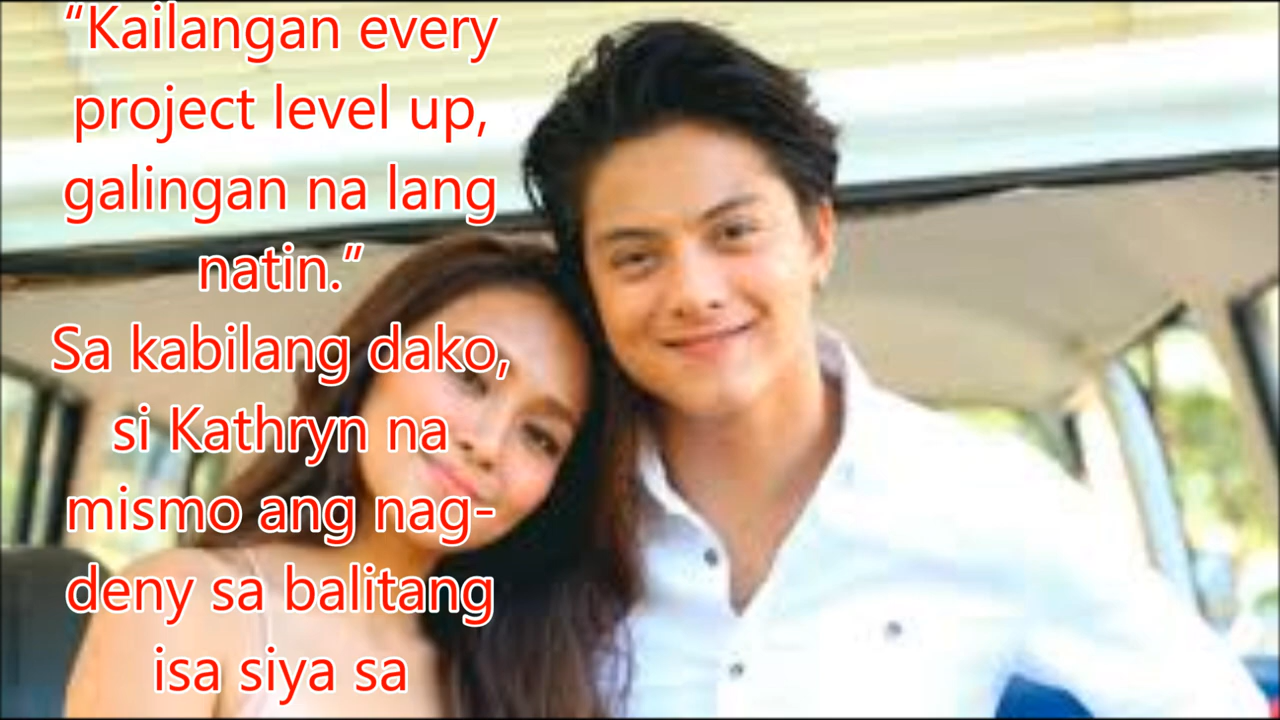 “Kailangan every
project level up,
galingan na lang
natin.”
Sa kabilang dako,
si Kathryn na
mismo ang nag-
deny sa balitang
isa siya sa